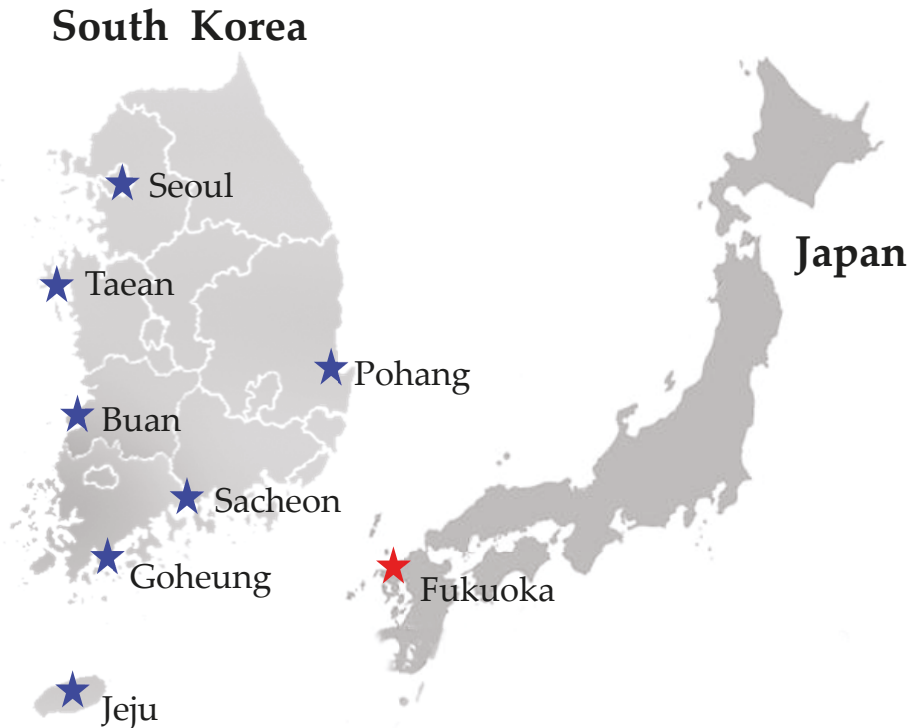 South Korea
Seoul
Japan
Taean
Pohang
Buan
Sacheon
Goheung
Fukuoka
Jeju